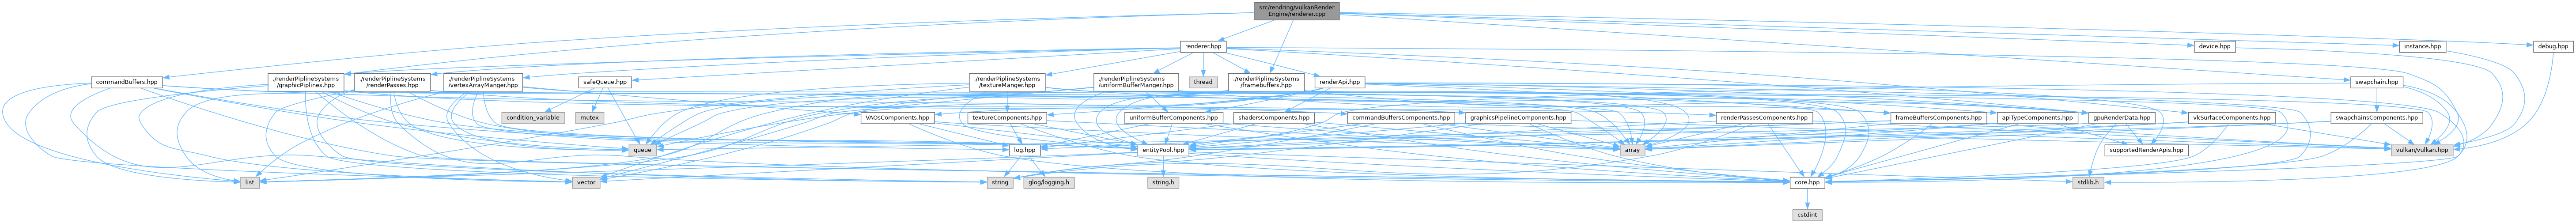 src/rendring/vulkanRender
Engine/renderer.cpp
renderer.hpp
device.hpp
instance.hpp
debug.hpp
commandBuffers.hpp
./renderPiplineSystems
/graphicPiplines.hpp
./renderPiplineSystems
/renderPasses.hpp
./renderPiplineSystems
/vertexArrayManger.hpp
safeQueue.hpp
./renderPiplineSystems
/textureManger.hpp
./renderPiplineSystems
/uniformBufferManger.hpp
thread
./renderPiplineSystems
/framebuffers.hpp
renderApi.hpp
swapchain.hpp
condition_variable
mutex
VAOsComponents.hpp
textureComponents.hpp
uniformBufferComponents.hpp
shadersComponents.hpp
commandBuffersComponents.hpp
graphicsPipelineComponents.hpp
renderPassesComponents.hpp
frameBuffersComponents.hpp
apiTypeComponents.hpp
gpuRenderData.hpp
vkSurfaceComponents.hpp
swapchainsComponents.hpp
queue
log.hpp
entityPool.hpp
array
supportedRenderApis.hpp
vulkan/vulkan.hpp
list
vector
string
glog/logging.h
string.h
core.hpp
stdlib.h
cstdint